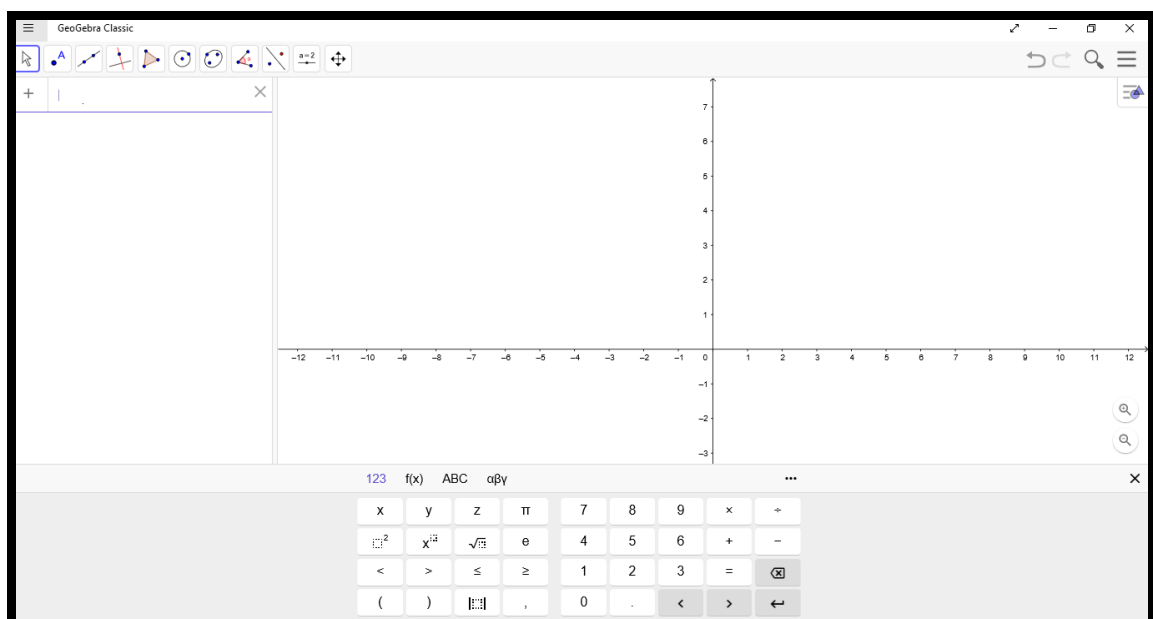 GeoGebra Classic
A
α
a=2
7
6
5
4
3
2
1
−12 −11 −10 −9 −8 −7 −6 −5 −4 −3 −2 −1 0 1 2 3 4 5 6 7 8 9 10 11 12
−1
−2
−3
123 f(x) ABC αβγ
x y z π 7 8 9 × ÷
2 x √ e 4 5 6 + −
< > ≤ ≥ 1 2 3 =
( ) | | , 0 . < >